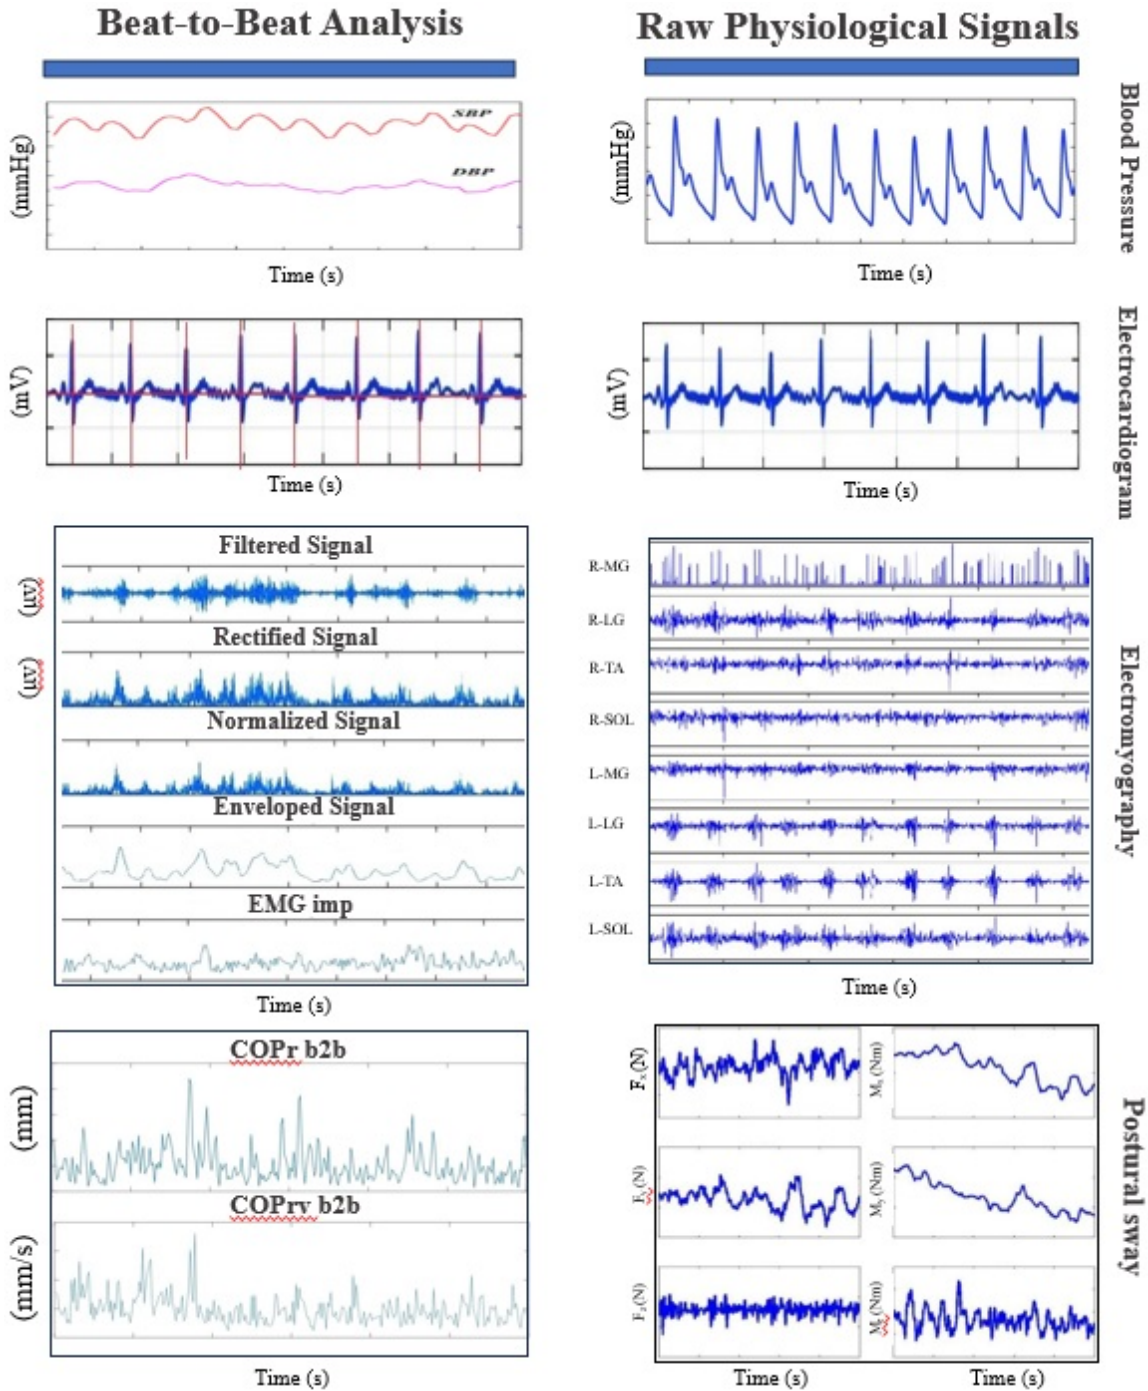 Beat-to-Beat Analysis
Raw Physiological Signals
(mmHg)
SBP
DBP
Time (s)
(mmHg)
Time (s)
Blood Pressure
(mV)
Time (s)
(mV)
Time (s)
Electrocardiogram
Filtered Signal
(uv)
Rectified Signal
(uv)
Normalized Signal
Enveloped Signal
EMG imp
Time (s)
R-MG
R-LG
R-TA
R-SOL
L-MG
L-LG
L-TA
L-SOL
Time (s)
Electromyography
COPr b2b
(mm)
COPrv b2b
(mm/s)
Time (s)
Fx(N)
Mx(Nm)
Fy(N)
My(Nm)
Fz(N)
Mz(Nm)
Time (s)
Time (s)
Postural sway